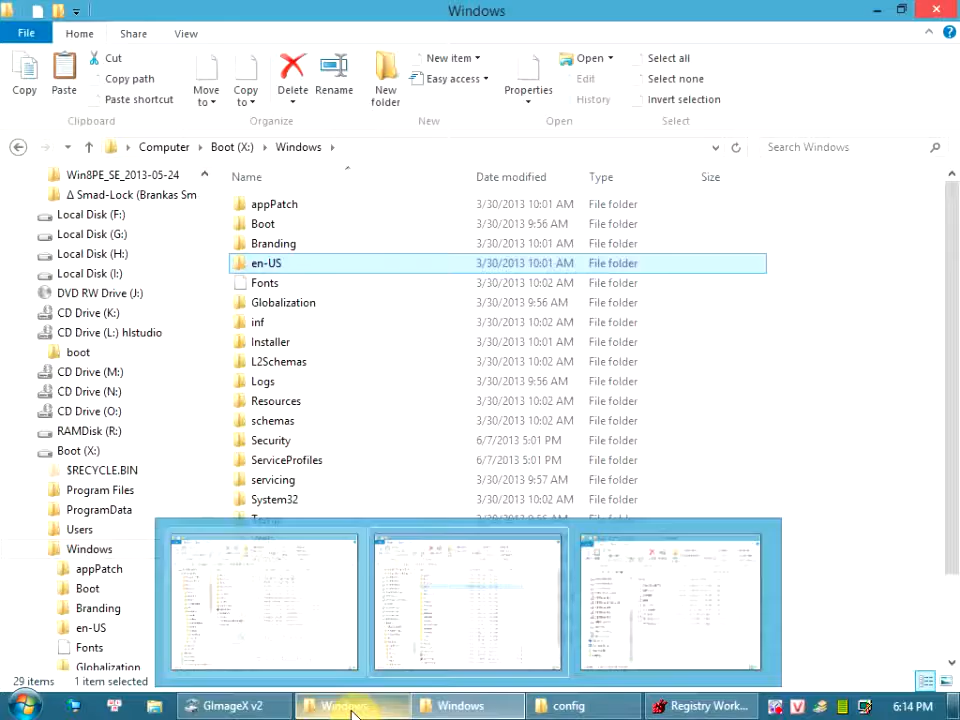 Windows
File Home Share View
Copy
Paste
Cut
Copy path
Paste shortcut
Clipboard
Move to
Copy to
Delete
Rename
Organize
New folder
New item
Easy access
New
Properties
Open
Edit
History
Open
Select all
Select none
Invert selection
Select
Computer Boot (X:) Windows
Search Windows
Win8PE_SE_2013-05-24
Δ Smad-Lock (Brankas Sm
Local Disk (F:)
Local Disk (G:)
Local Disk (H:)
Local Disk (I:)
DVD RW Drive (J:)
CD Drive (K:)
CD Drive (L:) hlstudio
boot
CD Drive (M:)
CD Drive (N:)
CD Drive (O:)
RAMDisk (R:)
Boot (X:)
$RECYCLE.BIN
Program Files
ProgramData
Users
Windows
appPatch
Boot
Branding
en-US
Fonts
Globalization
Name Date modified Type Size
appPatch 3/30/2013 10:01 AM File folder
Boot 3/30/2013 9:56 AM File folder
Branding 3/30/2013 10:01 AM File folder
en-US 3/30/2013 10:01 AM File folder
Fonts 3/30/2013 10:02 AM File folder
Globalization 3/30/2013 9:56 AM File folder
inf 3/30/2013 10:02 AM File folder
Installer 3/30/2013 10:01 AM File folder
L2Schemas 3/30/2013 10:02 AM File folder
Logs 3/30/2013 9:56 AM File folder
Resources 3/30/2013 10:02 AM File folder
schemas 3/30/2013 10:02 AM File folder
Security 6/7/2013 5:01 PM File folder
ServiceProfiles 6/7/2013 5:01 PM File folder
servicing 3/30/2013 9:57 AM File folder
System32 3/30/2013 10:02 AM File folder
29 items 1 item selected
GImageX v2 Windows Windows config Registry Work... 6:14 PM